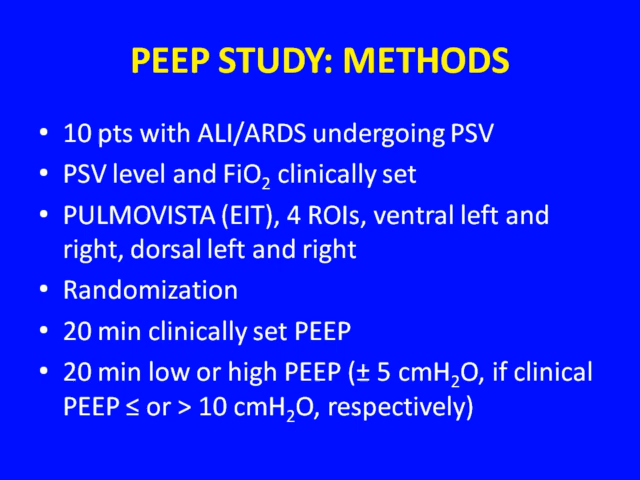 PEEP STUDY: METHODS
• 10 pts with ALI/ARDS undergoing PSV
• PSV level and FiO₂ clinically set
• PULMOVISTA (EIT), 4 ROIs, ventral left and
right, dorsal left and right
• Randomization
• 20 min clinically set PEEP
• 20 min low or high PEEP (± 5 cmH₂O, if clinical
PEEP ≤ or > 10 cmH₂O, respectively)